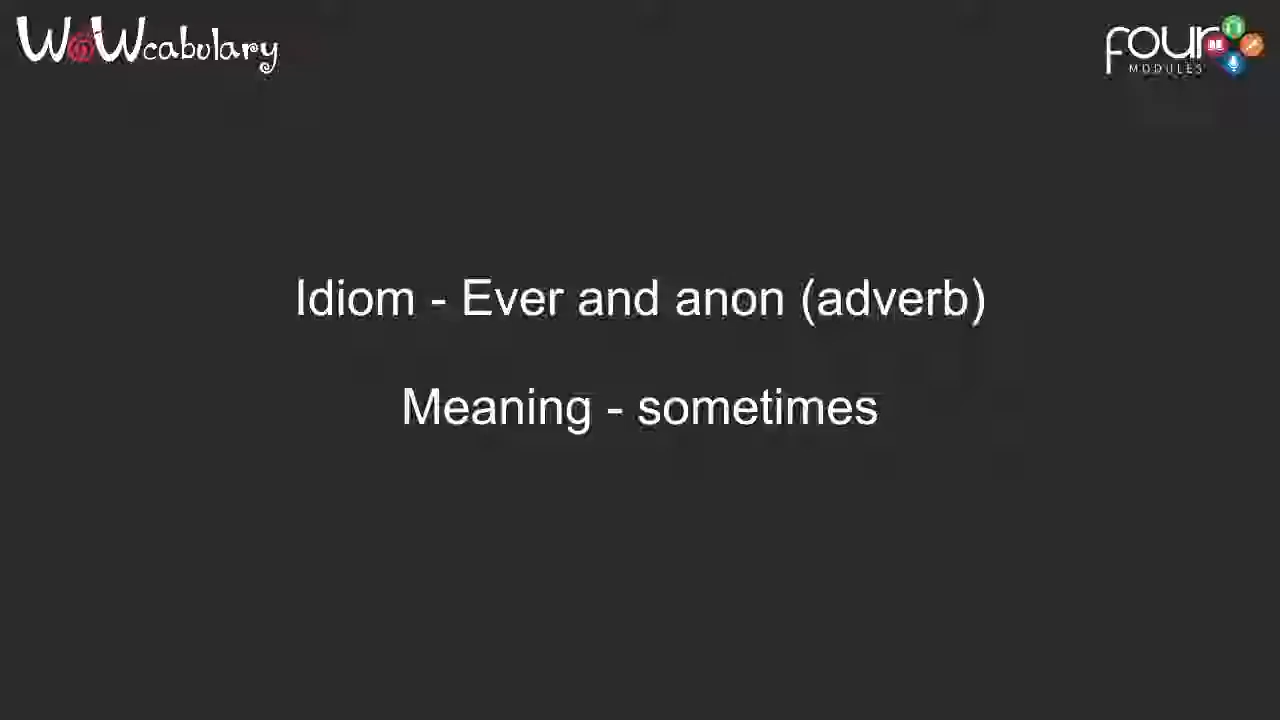 WoWcabulary
four
MODULES
Idiom - Ever and anon (adverb)
Meaning - sometimes